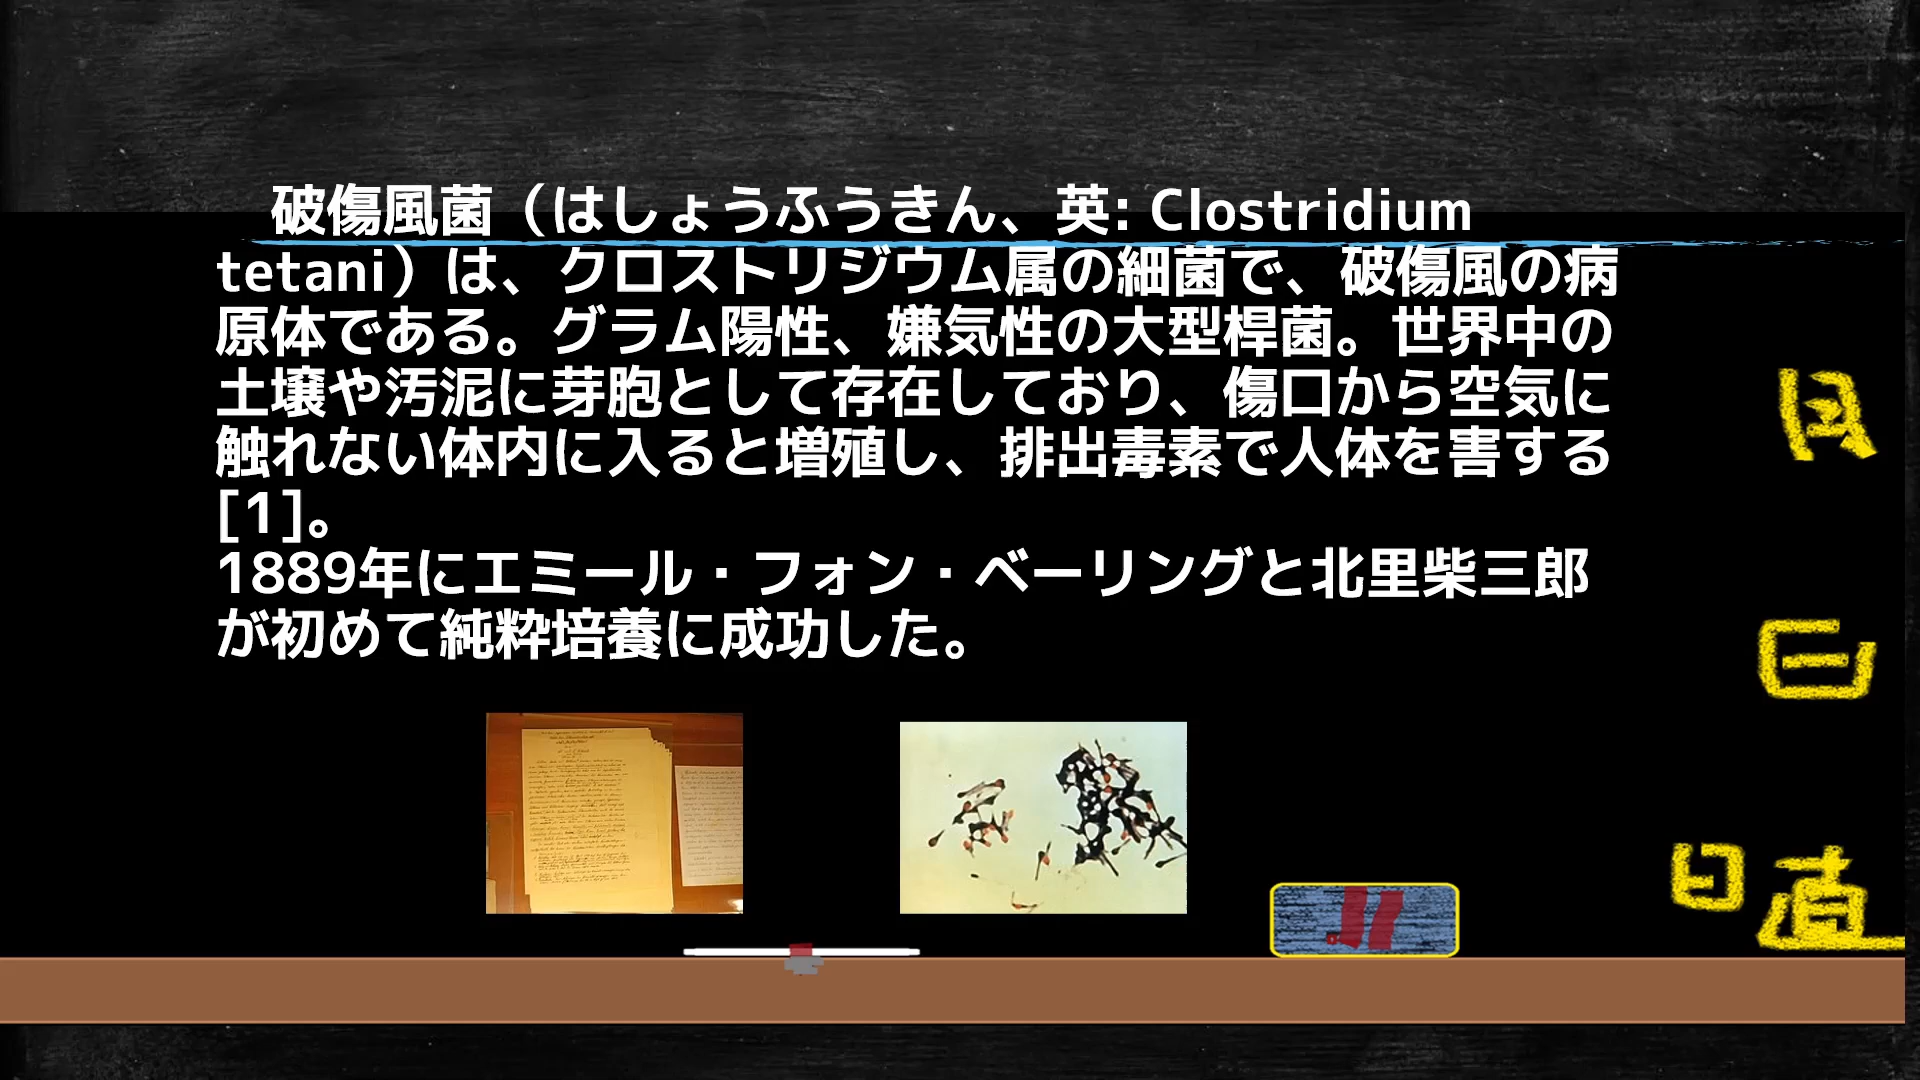 破傷風菌（はしょうふうきん、英: Clostridium
tetani）は、クロストリジウム属の細菌で、破傷風の病
原体である。グラム陽性、嫌気性の大型桿菌。世界中の
土壌や汚泥に芽胞として存在しており、傷口から空気に
触れない体内に入ると増殖し、排出毒素で人体を害する
[1]。
1889年にエミール・フォン・ベーリングと北里柴三郎
が初めて純粋培養に成功した。
月
日
日直